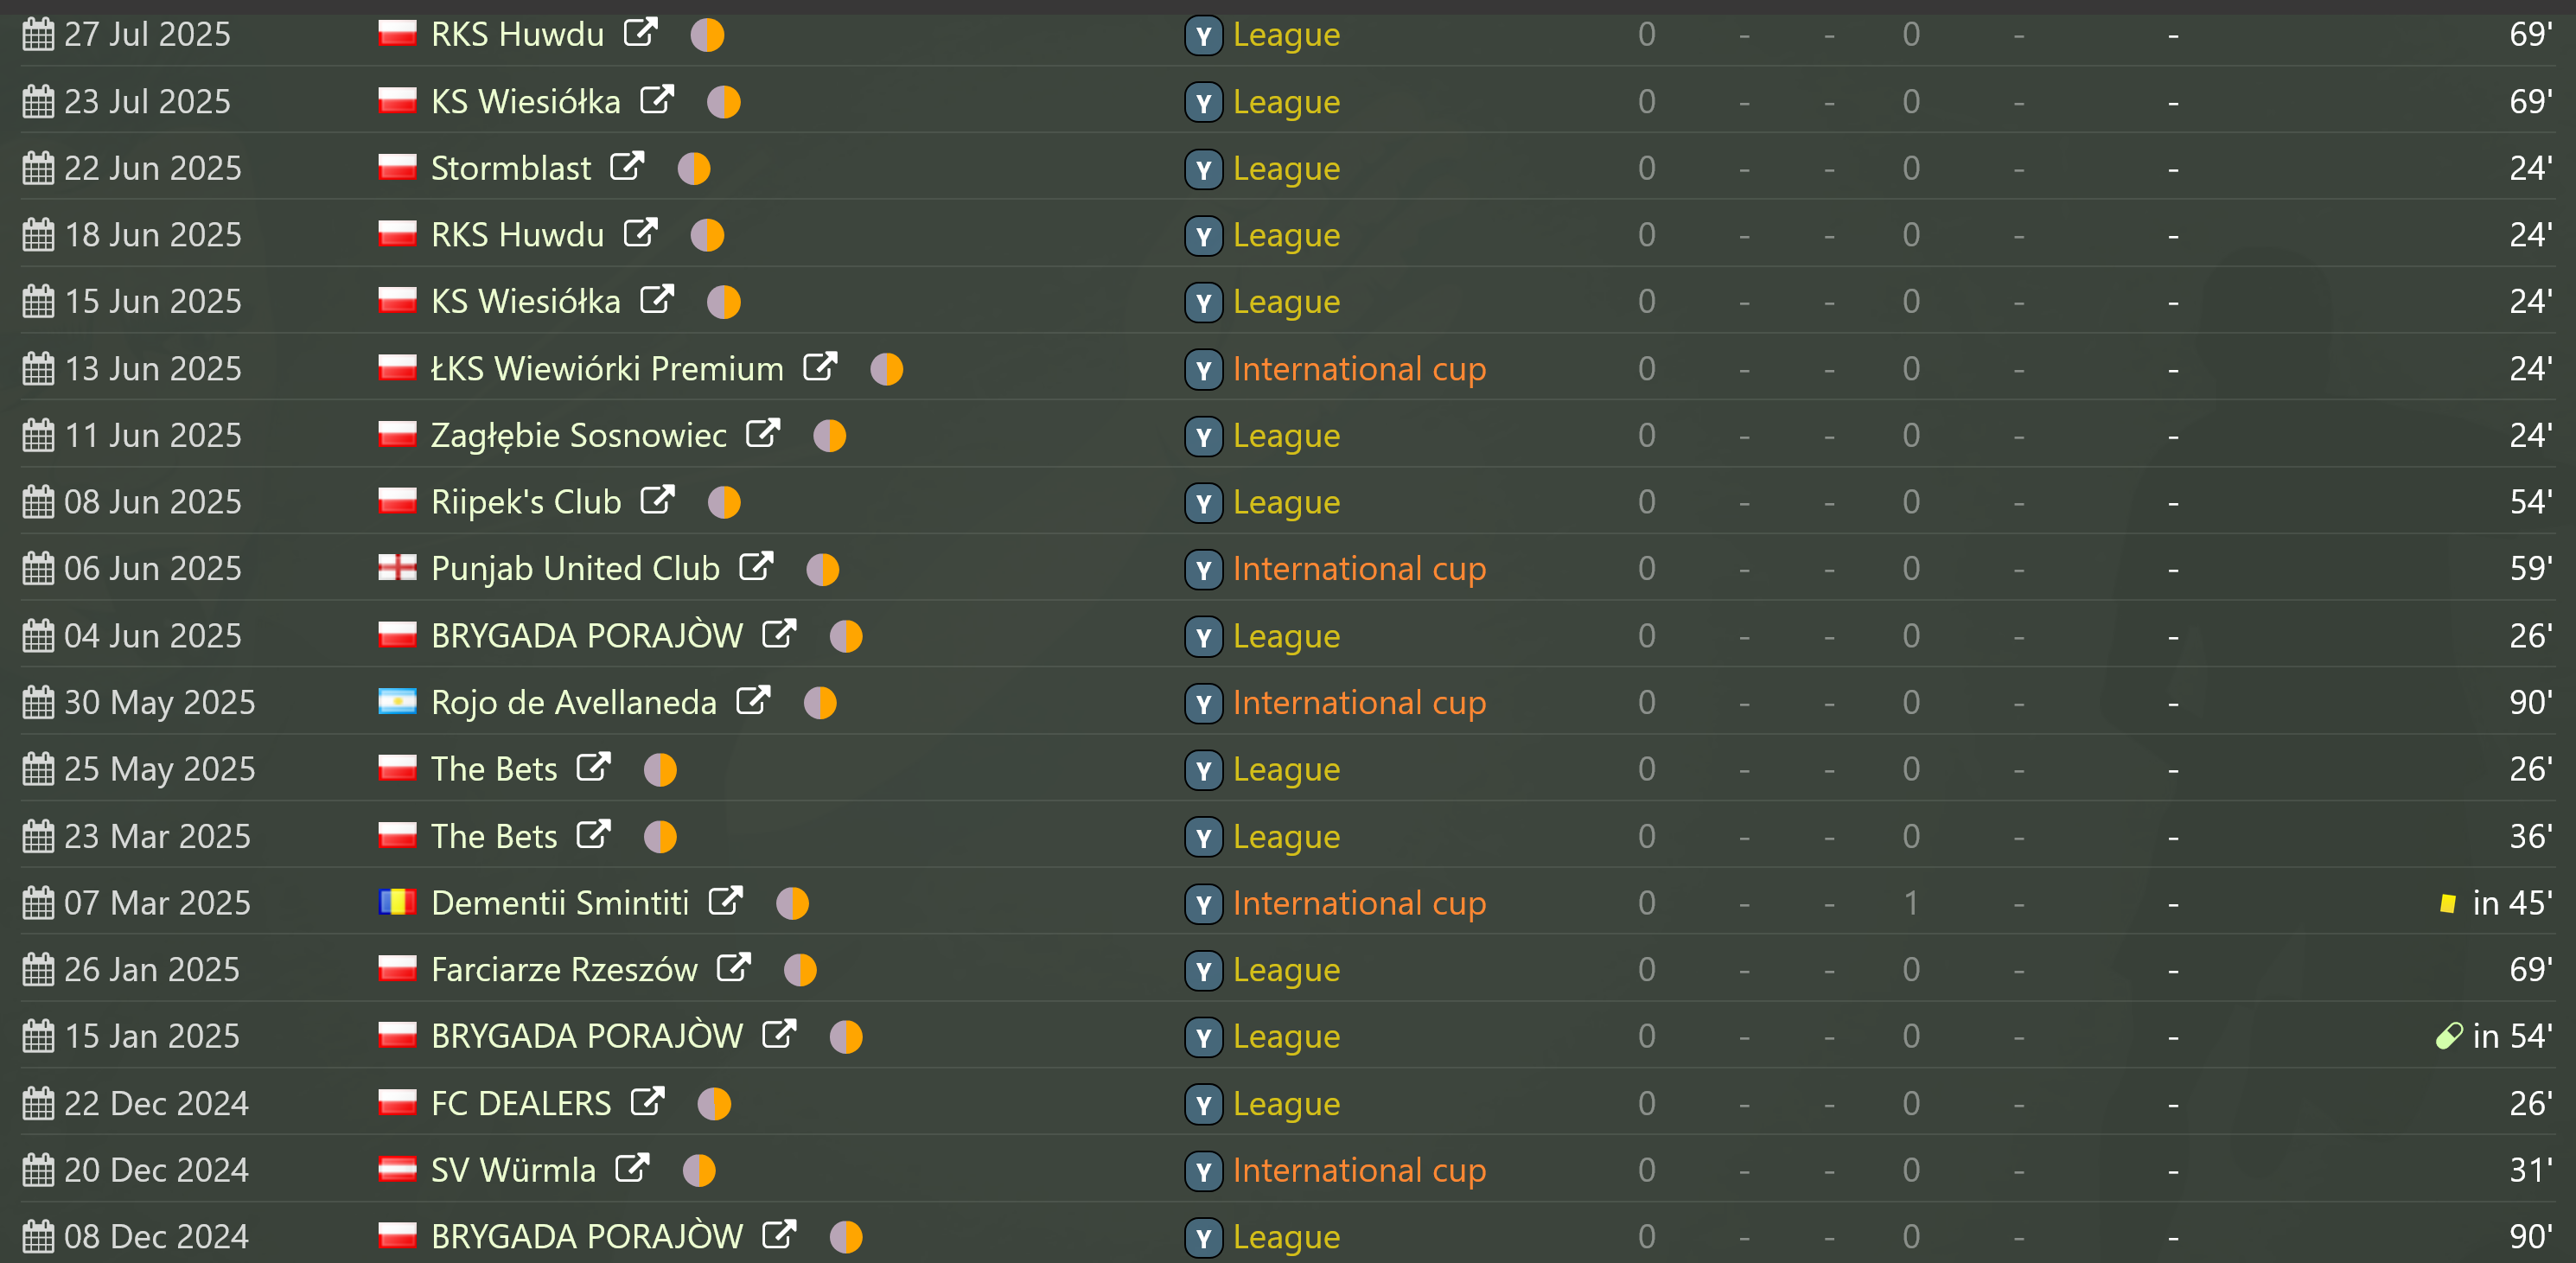 27 Jul 2025 RKS Huwdu Y League 0 - - 0 - - 69'
23 Jul 2025 KS Wiesiółka Y League 0 - - 0 - - 69'
22 Jun 2025 Stormblast Y League 0 - - 0 - - 24'
18 Jun 2025 RKS Huwdu Y League 0 - - 0 - - 24'
15 Jun 2025 KS Wiesiółka Y League 0 - - 0 - - 24'
13 Jun 2025 ŁKS Wiewiórki Premium Y International cup 0 - - 0 - - 24'
11 Jun 2025 Zagłębie Sosnowiec Y League 0 - - 0 - - 24'
08 Jun 2025 Riipek's Club Y League 0 - - 0 - - 54'
06 Jun 2025 Punjab United Club Y International cup 0 - - 0 - - 59'
04 Jun 2025 BRYGADA PORAJÒW Y League 0 - - 0 - - 26'
30 May 2025 Rojo de Avellaneda Y International cup 0 - - 0 - - 90'
25 May 2025 The Bets Y League 0 - - 0 - - 26'
23 Mar 2025 The Bets Y League 0 - - 0 - - 36'
07 Mar 2025 Dementii Smintiti Y International cup 0 - - 1 - - in 45'
26 Jan 2025 Farciarze Rzeszów Y League 0 - - 0 - - 69'
15 Jan 2025 BRYGADA PORAJÒW Y League 0 - - 0 - - in 54'
22 Dec 2024 FC DEALERS Y League 0 - - 0 - - 26'
20 Dec 2024 SV Würmla Y International cup 0 - - 0 - - 31'
08 Dec 2024 BRYGADA PORAJÒW Y League 0 - - 0 - - 90'